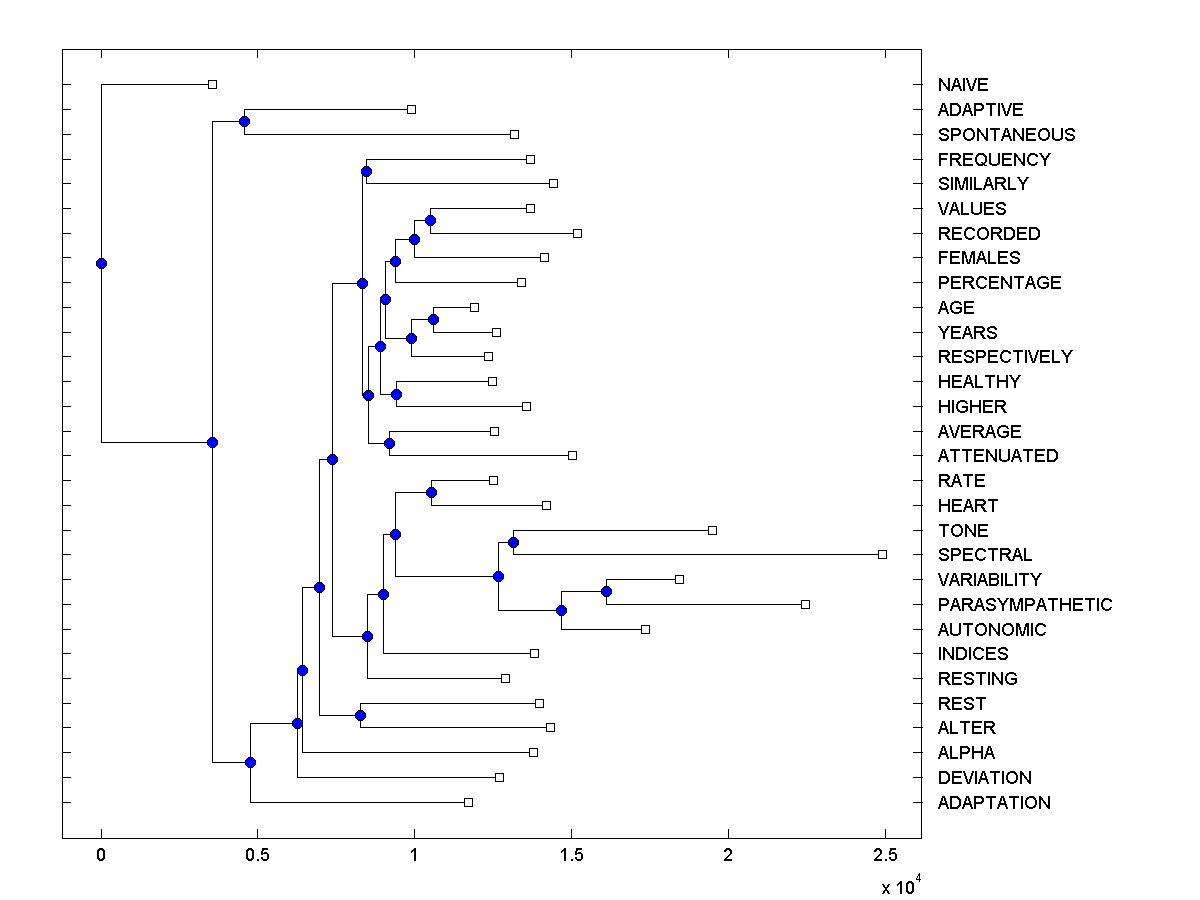 NAIVE
ADAPTIVE
SPONTANEOUS
FREQUENCY
SIMILARLY
VALUES
RECORDED
FEMALES
PERCENTAGE
AGE
YEARS
RESPECTIVELY
HEALTHY
HIGHER
AVERAGE
ATTENUATED
RATE
HEART
TONE
SPECTRAL
VARIABILITY
PARASYMPATHETIC
AUTONOMIC
INDICES
RESTING
REST
ALTER
ALPHA
DEVIATION
ADAPTATION
0 0.5 1 1.5 2 2.5
x 10^4